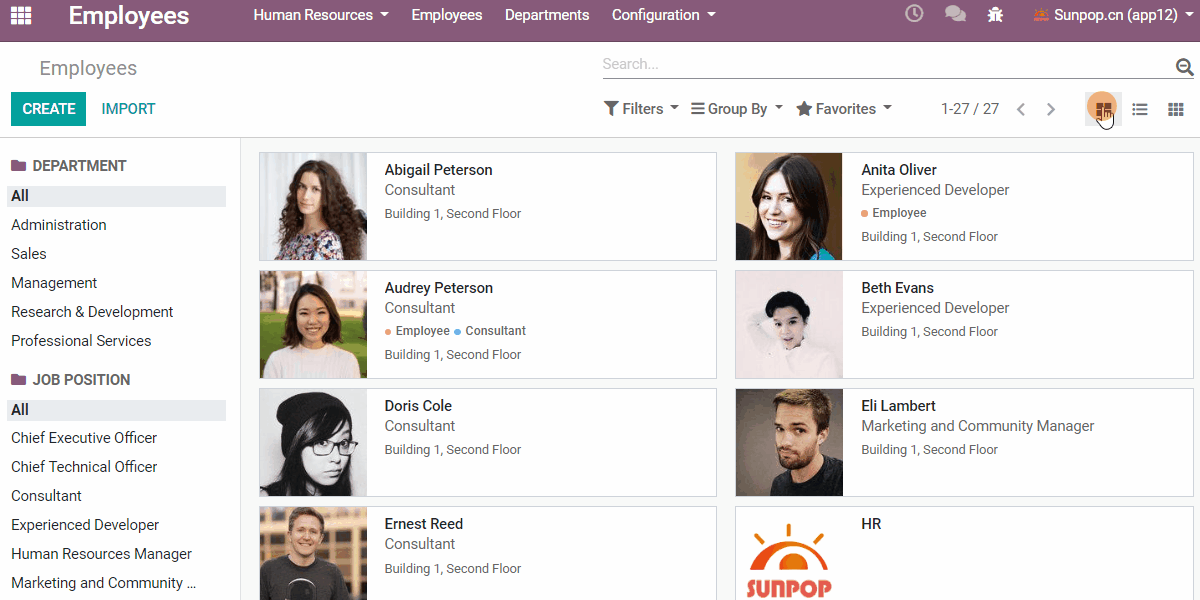 Employees
Human Resources
Employees
Departments
Configuration
Sunpop.cn (app12)
Employees
Search...
CREATE
IMPORT
Filters
Group By
Favorites
1-27 / 27
DEPARTMENT
All
Administration
Sales
Management
Research & Development
Professional Services
JOB POSITION
All
Chief Executive Officer
Chief Technical Officer
Consultant
Experienced Developer
Human Resources Manager
Marketing and Community ...
Abigail Peterson
Consultant
Building 1, Second Floor
Anita Oliver
Experienced Developer
Employee
Building 1, Second Floor
Audrey Peterson
Consultant
Employee Consultant
Building 1, Second Floor
Beth Evans
Experienced Developer
Building 1, Second Floor
Doris Cole
Consultant
Building 1, Second Floor
Eli Lambert
Marketing and Community Manager
Building 1, Second Floor
Ernest Reed
Consultant
Building 1, Second Floor
HR
SUNPOP